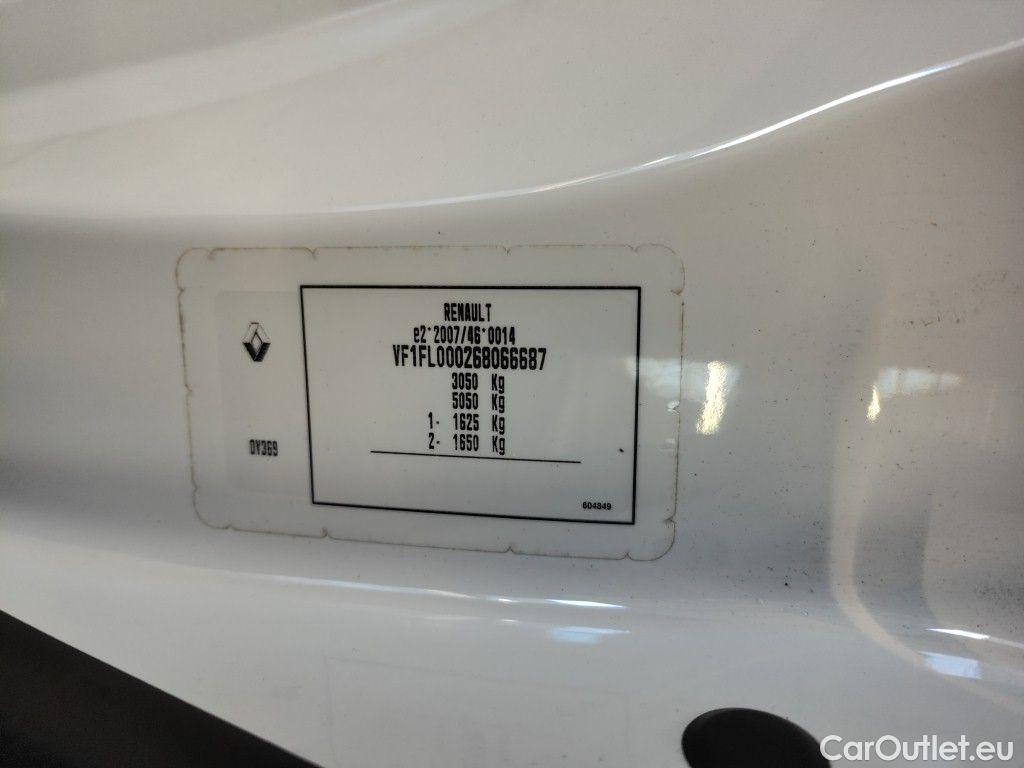 RENAULT
e2*2007/46*0014
VF1FL000268066687
3050 Kg
5050 Kg
1- 1625 Kg
2- 1650 Kg
DV369
604849
CarOutlet.eu